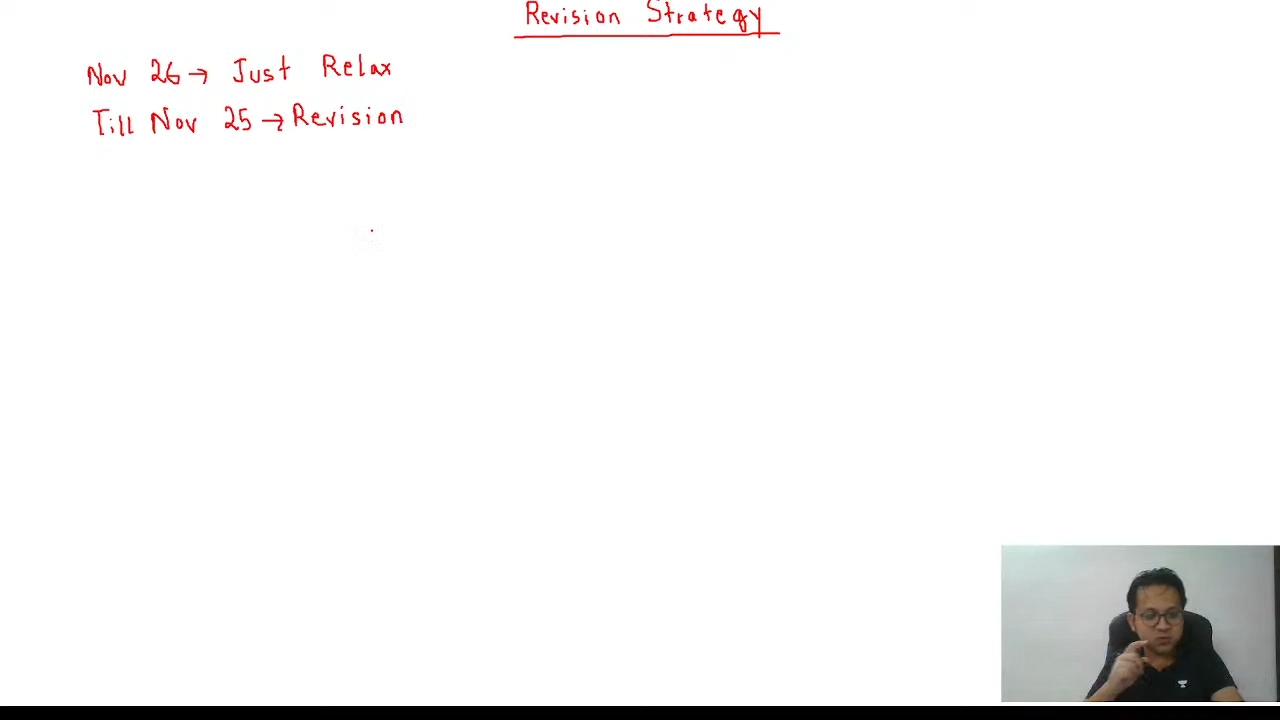 Revision Strategy
Nov 26 → Just Relax
Till Nov 25 → Revision